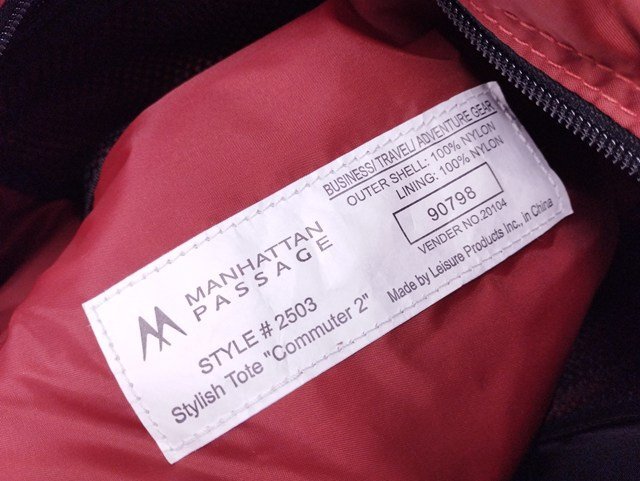 MANHATTAN
PASSAGE
STYLE # 2503
Stylish Tote "Commuter 2"
BUSINESS/TRAVEL/ADVENTURE GEAR
OUTER SHELL: 100% NYLON
LINING: 100% NYLON
90798
VENDER NO.20104
Made by Leisure Products Inc., in China